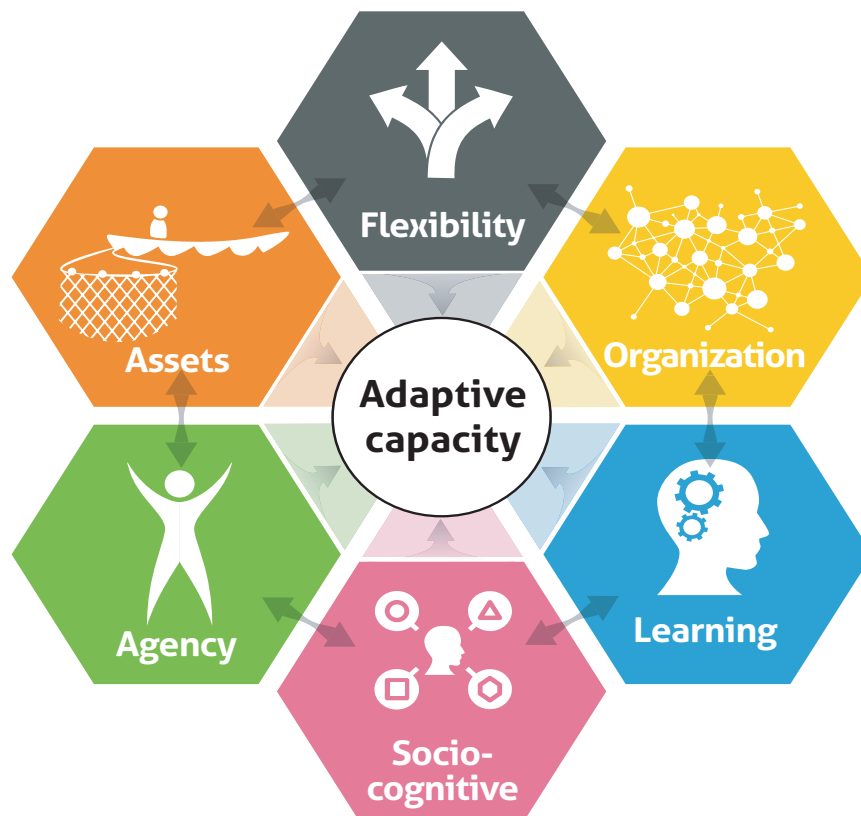 Flexibility
Assets
Organization
Adaptive
capacity
Agency
Learning
Socio-
cognitive